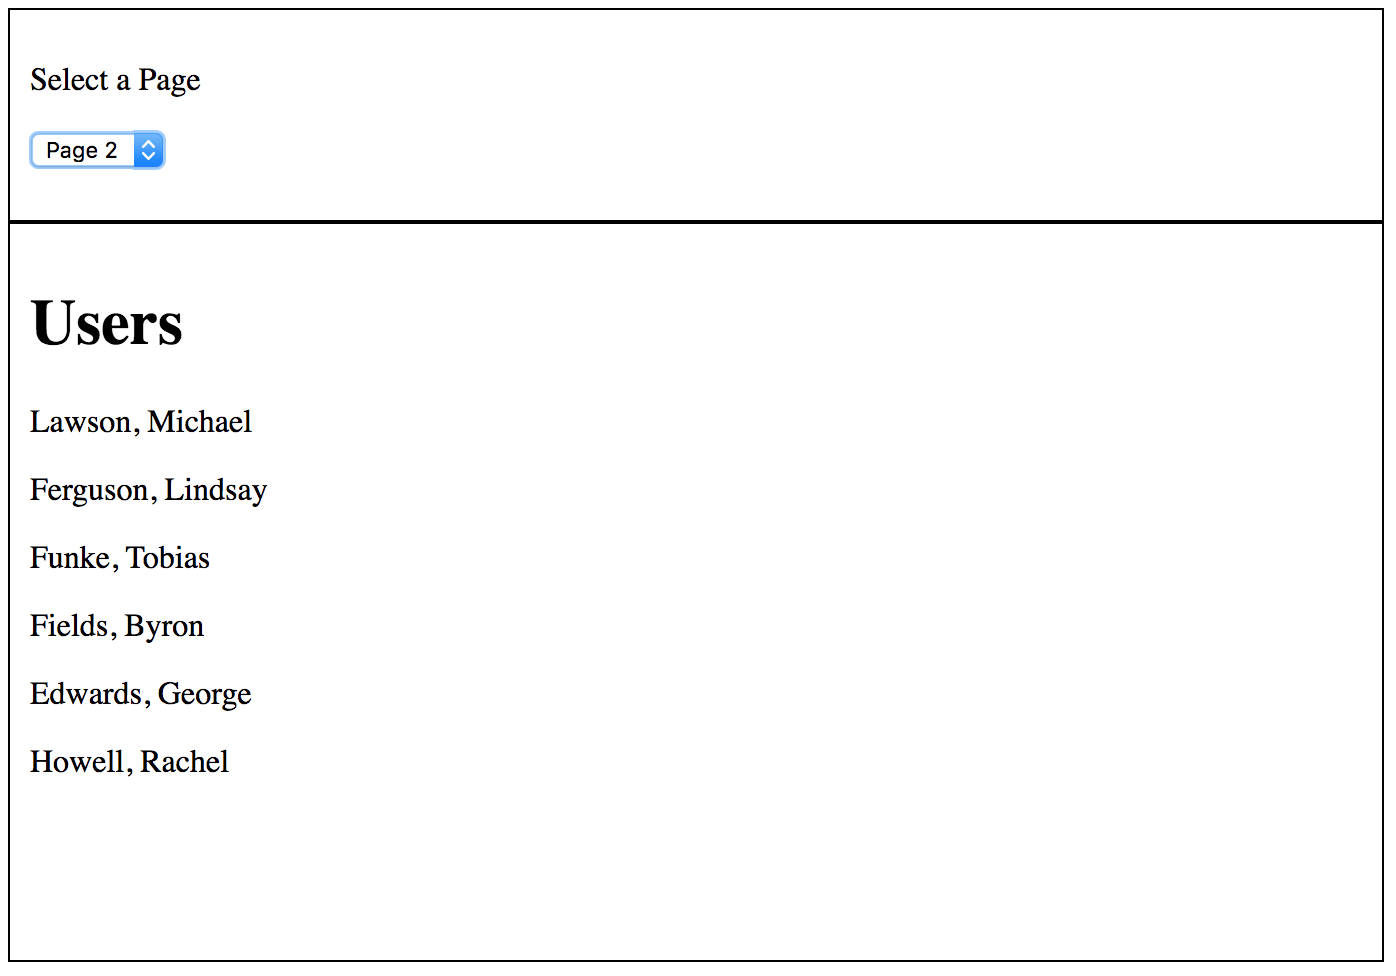 Select a Page
Page 2
Users
Lawson, Michael
Ferguson, Lindsay
Funke, Tobias
Fields, Byron
Edwards, George
Howell, Rachel